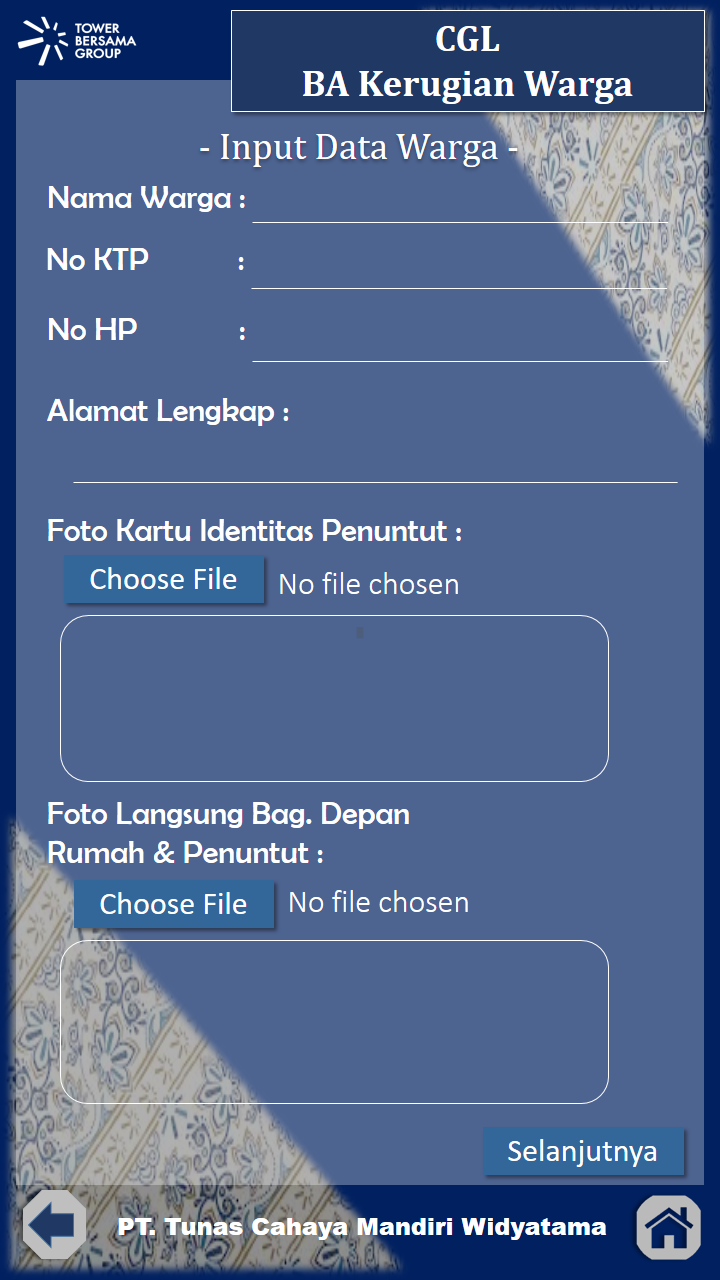 TOWER
BERSAMA
GROUP
CGL
BA Kerugian Warga
- Input Data Warga -
Nama Warga :
No KTP :
No HP :
Alamat Lengkap :
Foto Kartu Identitas Penuntut :
Choose File No file chosen
Foto Langsung Bag. Depan
Rumah & Penuntut :
Choose File No file chosen
Selanjutnya
PT. Tunas Cahaya Mandiri Widyatama